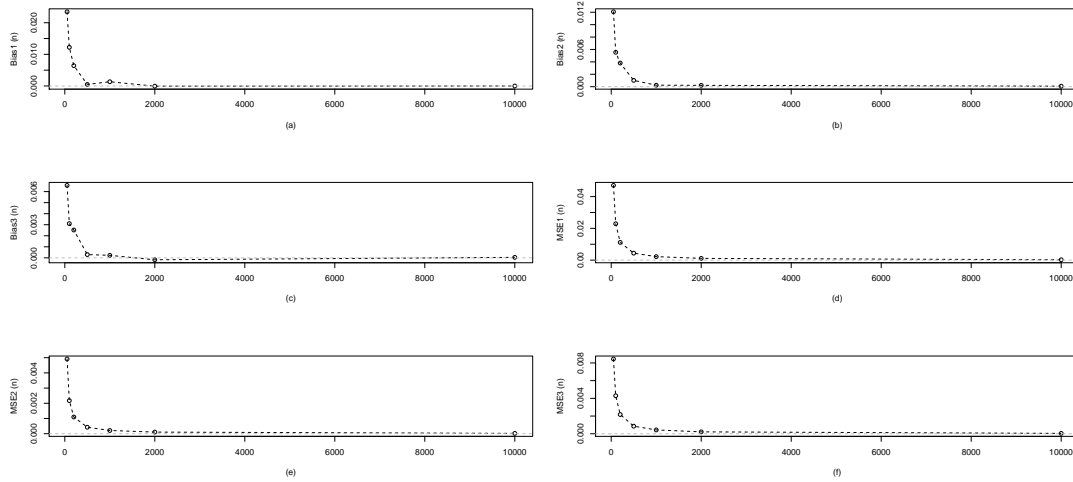 Bias1 (n)
0.000 0.010 0.020
0 2000 4000 6000 8000 10000
(a)
Bias2 (n)
0.000 0.006 0.012
0 2000 4000 6000 8000 10000
(b)
Bias3 (n)
0.000 0.003 0.006
0 2000 4000 6000 8000 10000
(c)
MSE1 (n)
0.00 0.02 0.04
0 2000 4000 6000 8000 10000
(d)
MSE2 (n)
0.000 0.002 0.004
0 2000 4000 6000 8000 10000
(e)
MSE3 (n)
0.000 0.004 0.008
0 2000 4000 6000 8000 10000
(f)